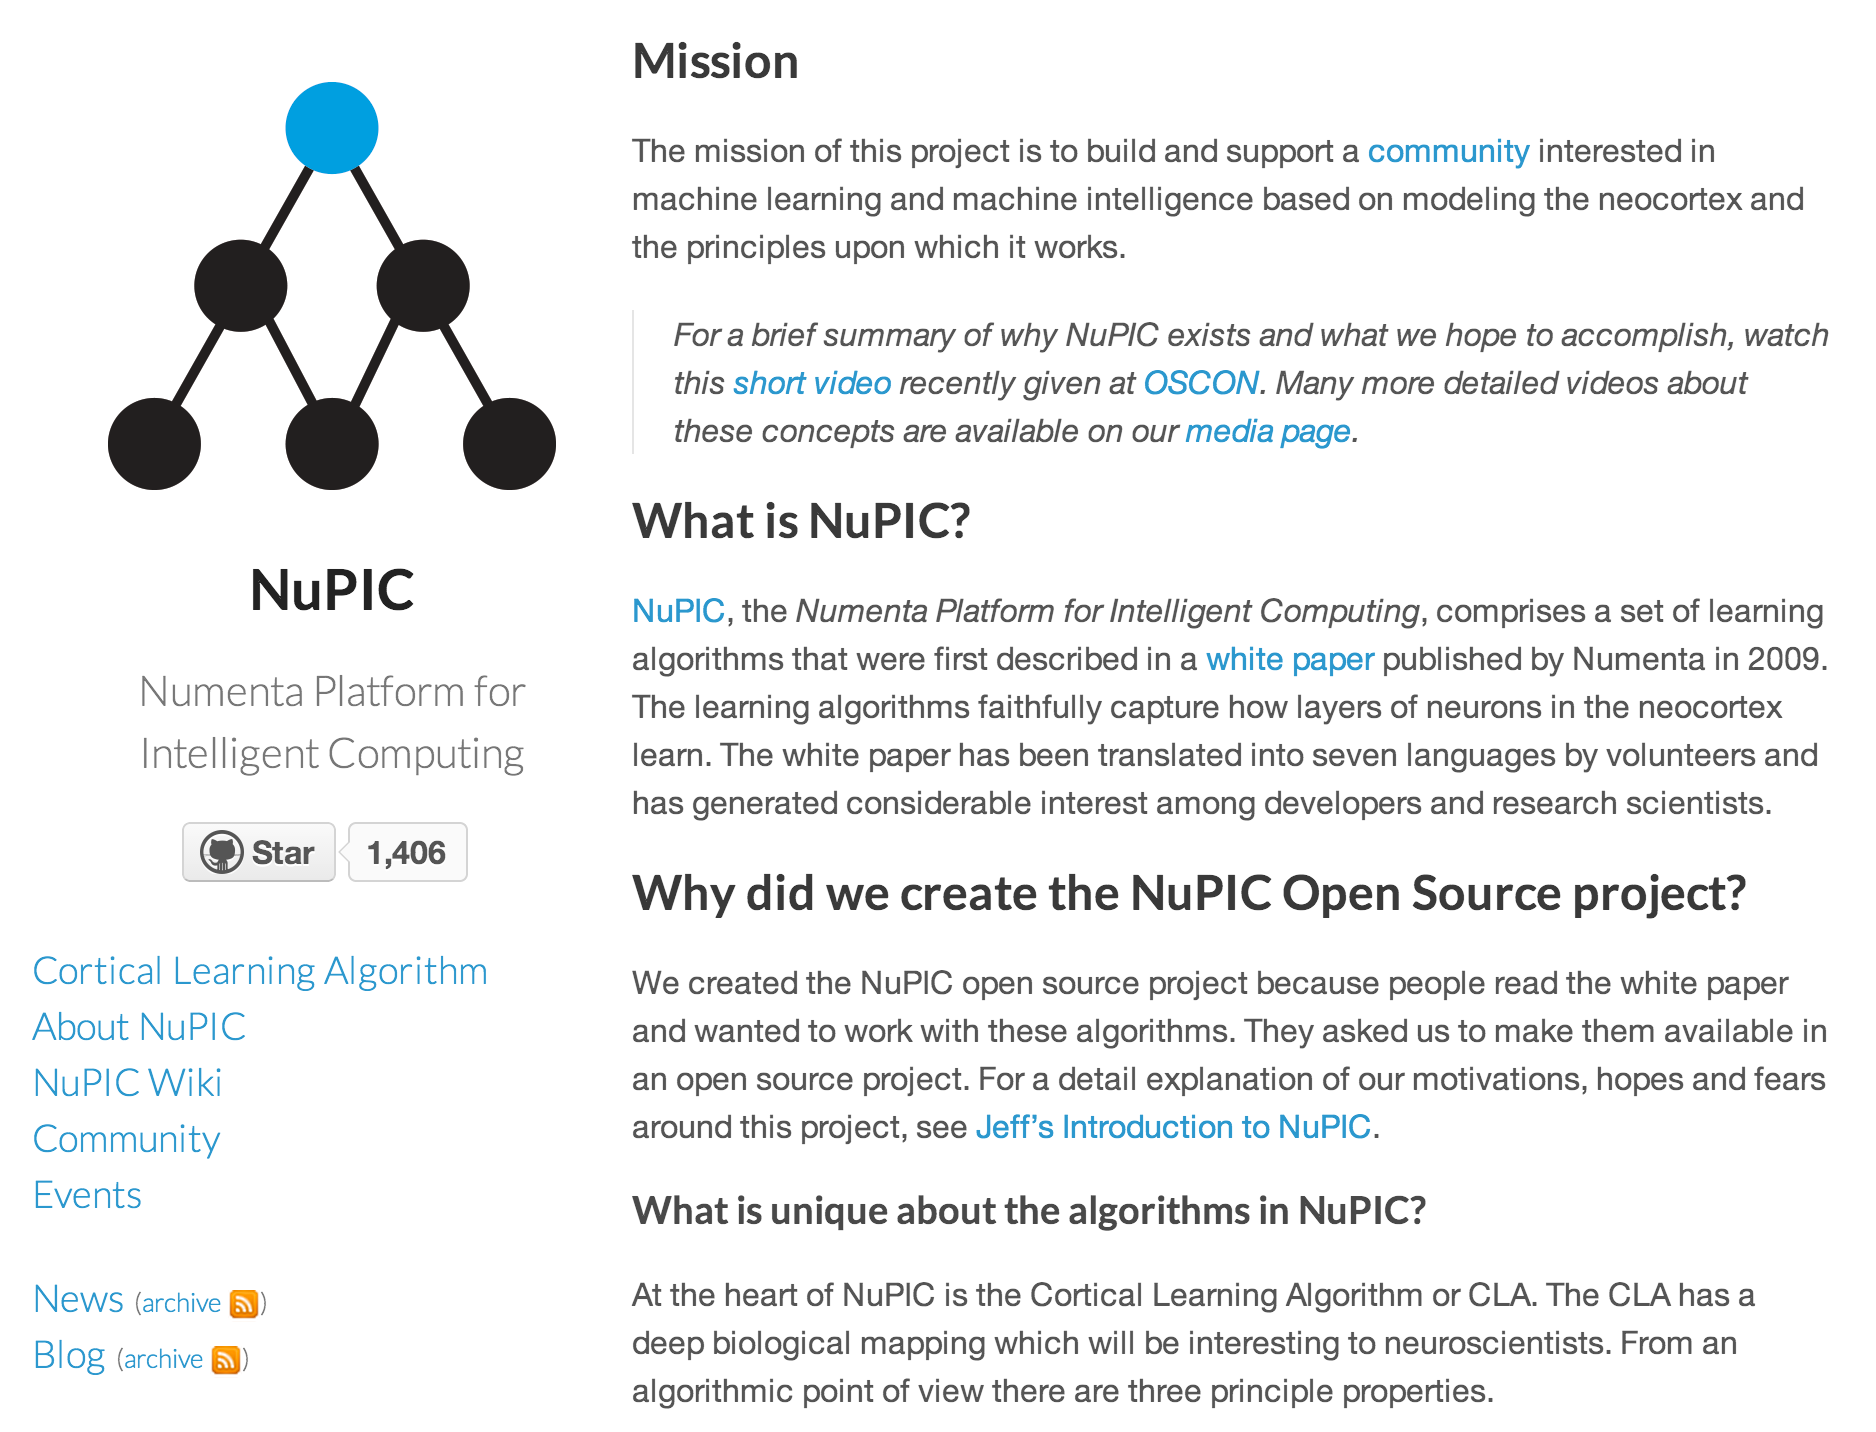 NuPIC
Numenta Platform for
Intelligent Computing
Star 1,406
Cortical Learning Algorithm
About NuPIC
NuPIC Wiki
Community
Events
News (archive )
Blog (archive )
Mission
The mission of this project is to build and support a community interested in
machine learning and machine intelligence based on modeling the neocortex and
the principles upon which it works.
For a brief summary of why NuPIC exists and what we hope to accomplish, watch
this short video recently given at OSCON. Many more detailed videos about
these concepts are available on our media page.
What is NuPIC?
NuPIC, the Numenta Platform for Intelligent Computing, comprises a set of learning
algorithms that were first described in a white paper published by Numenta in 2009.
The learning algorithms faithfully capture how layers of neurons in the neocortex
learn. The white paper has been translated into seven languages by volunteers and
has generated considerable interest among developers and research scientists.
Why did we create the NuPIC Open Source project?
We created the NuPIC open source project because people read the white paper
and wanted to work with these algorithms. They asked us to make them available in
an open source project. For a detail explanation of our motivations, hopes and fears
around this project, see Jeff’s Introduction to NuPIC.
What is unique about the algorithms in NuPIC?
At the heart of NuPIC is the Cortical Learning Algorithm or CLA. The CLA has a
deep biological mapping which will be interesting to neuroscientists. From an
algorithmic point of view there are three principle properties.